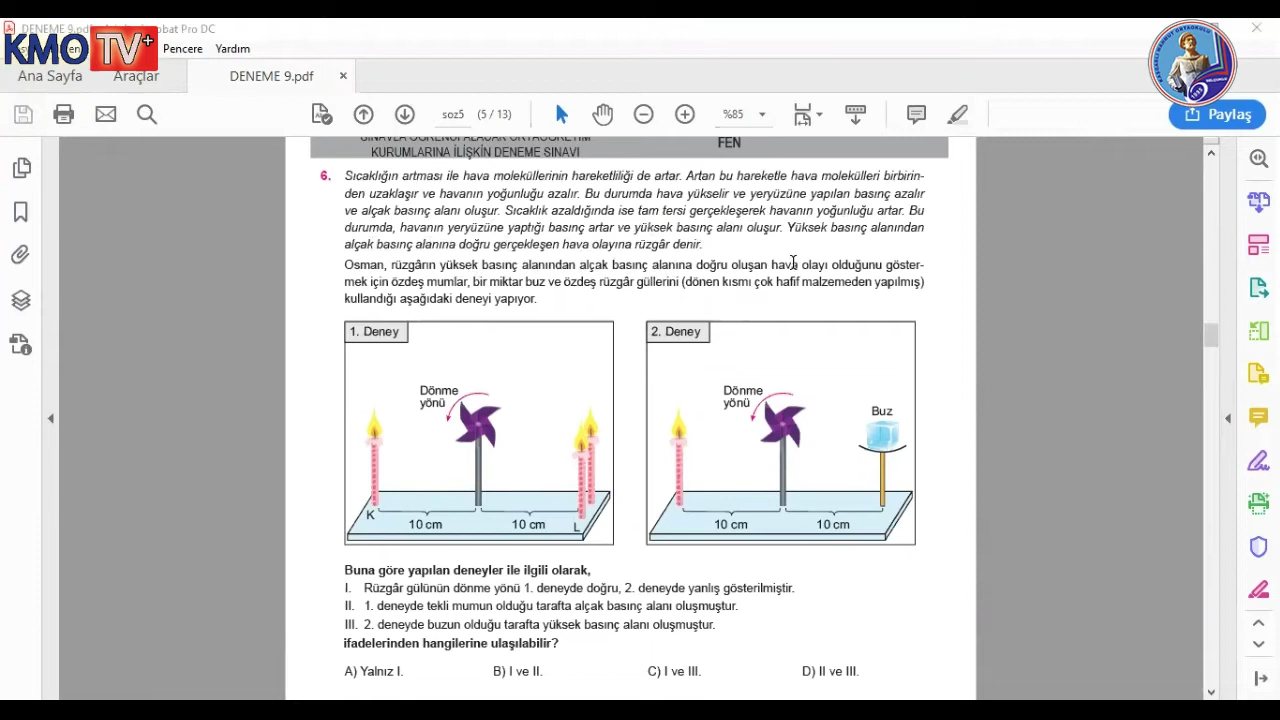 DENEME 9.pdf
bat Pro DC
KMO TV+
Pencere
Yardım
Ana Sayfa
Araçlar
DENEME 9.pdf
×
soz5
(5 / 13)
%85
Paylaş
SINAVLA ÖĞRENCİ ALACAK ORTAÖĞRETİM
KURUMLARINA İLİŞKİN DENEME SINAVI
FEN
6. Sıcaklığın artması ile hava moleküllerinin hareketliliği de artar. Artan bu hareketle hava molekülleri birbirin-
den uzaklaşır ve havanın yoğunluğu azalır. Bu durumda hava yükselir ve yeryüzüne yapılan basınç azalır
ve alçak basınç alanı oluşur. Sıcaklık azaldığında ise tam tersi gerçekleşerek havanın yoğunluğu artar. Bu
durumda, havanın yeryüzüne yaptığı basınç artar ve yüksek basınç alanı oluşur. Yüksek basınç alanından
alçak basınç alanına doğru gerçekleşen hava olayına rüzgâr denir.
Osman, rüzgârın yüksek basınç alanından alçak basınç alanına doğru oluşan hava olayı olduğunu göster-
mek için özdeş mumlar, bir miktar buz ve özdeş rüzgâr güllerini (dönen kısmı çok hafif malzemeden yapılmış)
kullandığı aşağıdaki deneyi yapıyor.
1. Deney
Dönme
yönü
K
10 cm
10 cm
L
2. Deney
Dönme
yönü
Buz
10 cm
10 cm
Buna göre yapılan deneyler ile ilgili olarak,
I. Rüzgâr gülünün dönme yönü 1. deneyde doğru, 2. deneyde yanlış gösterilmiştir.
II. 1. deneyde tekli mumun olduğu tarafta alçak basınç alanı oluşmuştur.
III. 2. deneyde buzun olduğu tarafta yüksek basınç alanı oluşmuştur.
ifadelerinden hangilerine ulaşılabilir?
A) Yalnız I.
B) I ve II.
C) I ve III.
D) II ve III.